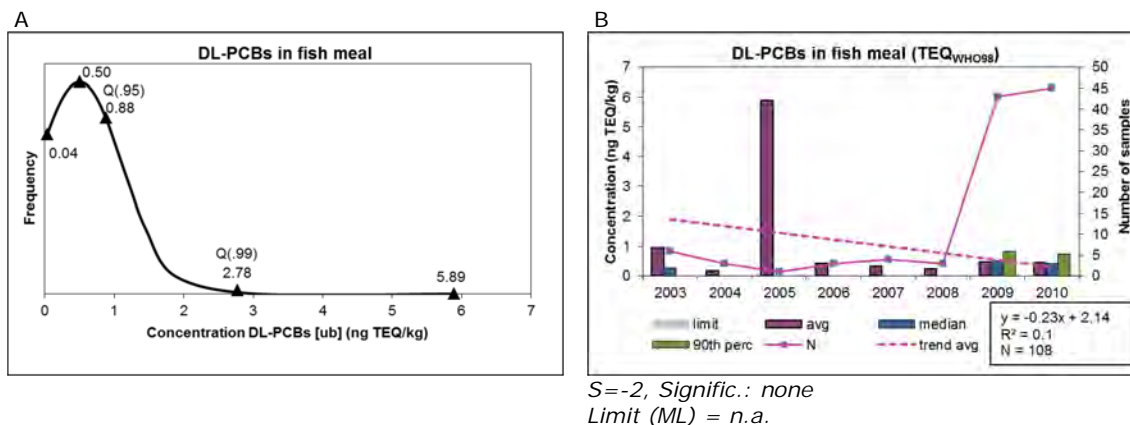 A
DL-PCBs in fish meal
0.50
Q(.95)
0.88
0.04
Q(.99)
2.78
5.89
Frequency
0 1 2 3 4 5 6 7
Concentration DL-PCBs [ub] (ng TEQ/kg)
B
DL-PCBs in fish meal (TEQWHO98)
Concentration (ng TEQ/kg)
7
6
5
4
3
2
1
0
50
45
40
35
30
25
20
15
10
5
0
Number of samples
2003 2004 2005 2006 2007 2008 2009 2010
limit avg median
90th perc N trend avg
y = -0.23x + 2.14
R² = 0.1
N = 108
S=-2, Signific.: none
Limit (ML) = n.a.